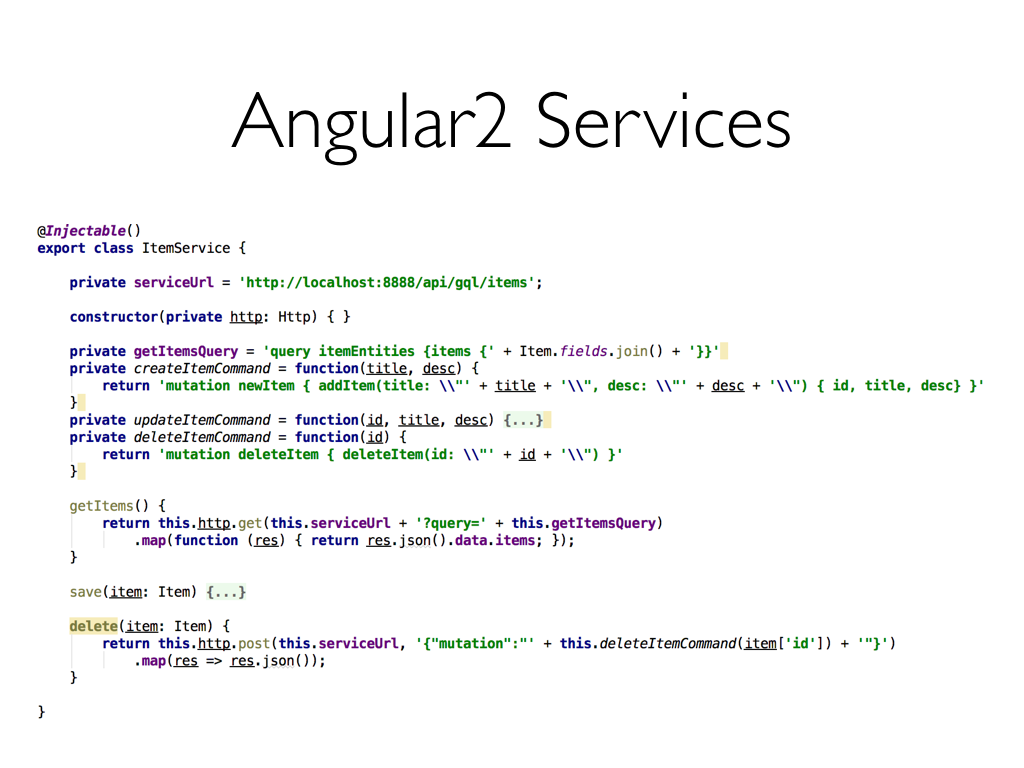 Angular2 Services
@Injectable()
export class ItemService {
private serviceUrl = 'http://localhost:8888/api/gql/items';
constructor(private http: Http) { }
private getItemsQuery = 'query itemEntities {items {' + Item.fields.join() + '}}'
private createItemCommand = function(title, desc) {
return 'mutation newItem { addItem(title: \\"' + title + '\\", desc: \\"' + desc + '\\") { id, title, desc} }'
}
private updateItemCommand = function(id, title, desc) {...}
private deleteItemCommand = function(id) {
return 'mutation deleteItem { deleteItem(id: \\"' + id + '\\") }'
}
getItems() {
return this.http.get(this.serviceUrl + '?query=' + this.getItemsQuery)
.map(function (res) { return res.json().data.items; });
}
save(item: Item) {...}
delete(item: Item) {
return this.http.post(this.serviceUrl, '{"mutation":"' + this.deleteItemCommand(item['id']) + '"}')
.map(res => res.json());
}
}